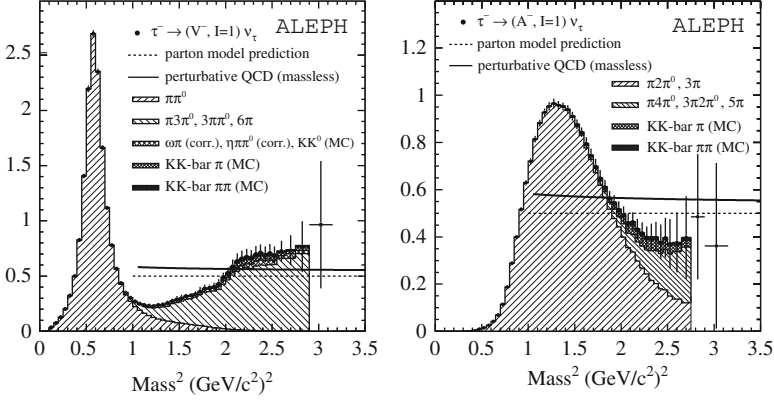 τ⁻ → (V⁻, I=1) ν_τ
ALEPH
parton model prediction
perturbative QCD (massless)
ππ⁰
π3π⁰, 3ππ⁰, 6π
ωπ (corr.), ηππ⁰ (corr.), KK⁰ (MC)
KK-bar π (MC)
KK-bar ππ (MC)
2.5
2
1.5
1
0.5
0
0 0.5 1 1.5 2 2.5 3 3.5
Mass² (GeV/c²)²
τ⁻ → (A⁻, I=1) ν_τ
ALEPH
parton model prediction
perturbative QCD (massless)
π2π⁰, 3π
π4π⁰, 3π2π⁰, 5π
KK-bar π (MC)
KK-bar ππ (MC)
1.2
1
0.8
0.6
0.4
0.2
0
0 0.5 1 1.5 2 2.5 3 3.5
Mass² (GeV/c²)²